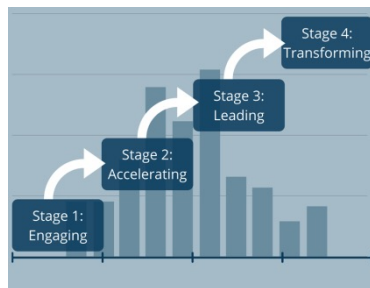 Stage 1:
Engaging
Stage 2:
Accelerating
Stage 3:
Leading
Stage 4:
Transforming